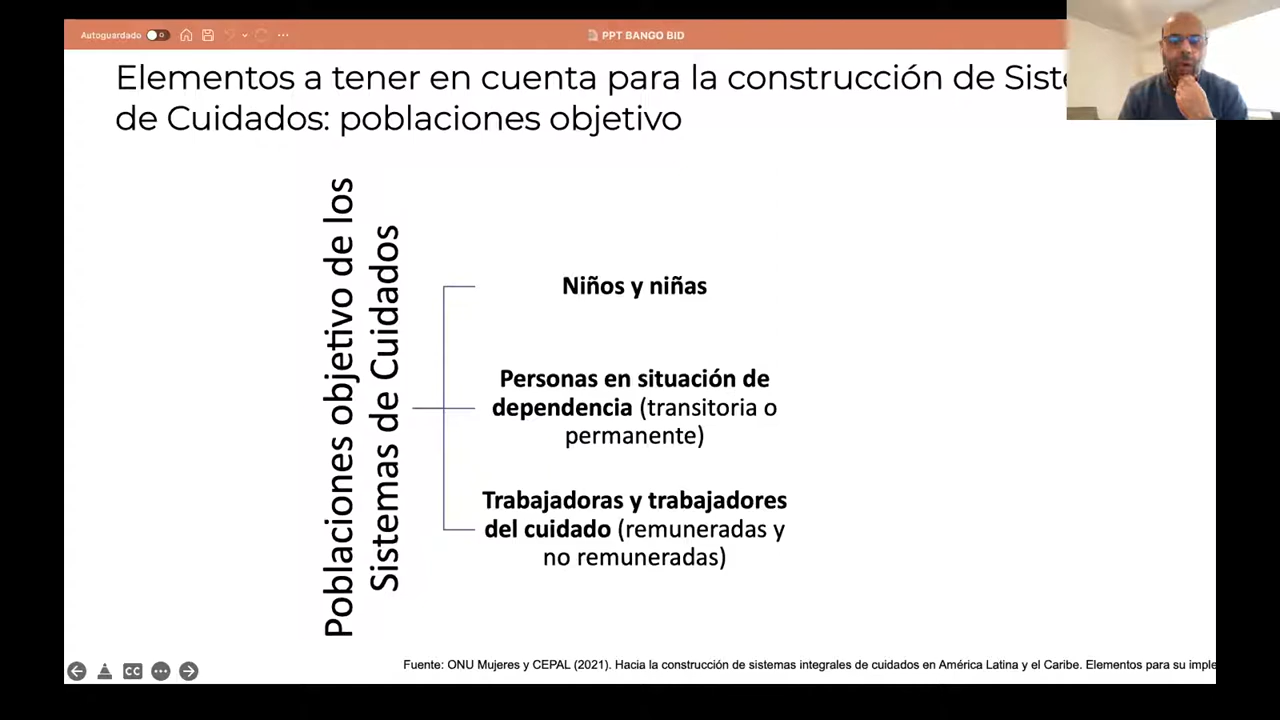 Autoguardado
PPT BANGO BID
Elementos a tener en cuenta para la construcción de
de Cuidados: poblaciones objetivo
Poblaciones objetivo de los
Sistemas de Cuidados
Niños y niñas
Personas en situación de
dependencia (transitoria o
permanente)
Trabajadoras y trabajadores
del cuidado (remuneradas y
no remuneradas)
CC
Fuente: ONU Mujeres y CEPAL (2021). Hacia la construcción de sistemas integrales de cuidados en América Latina y el Caribe. Elementos para su